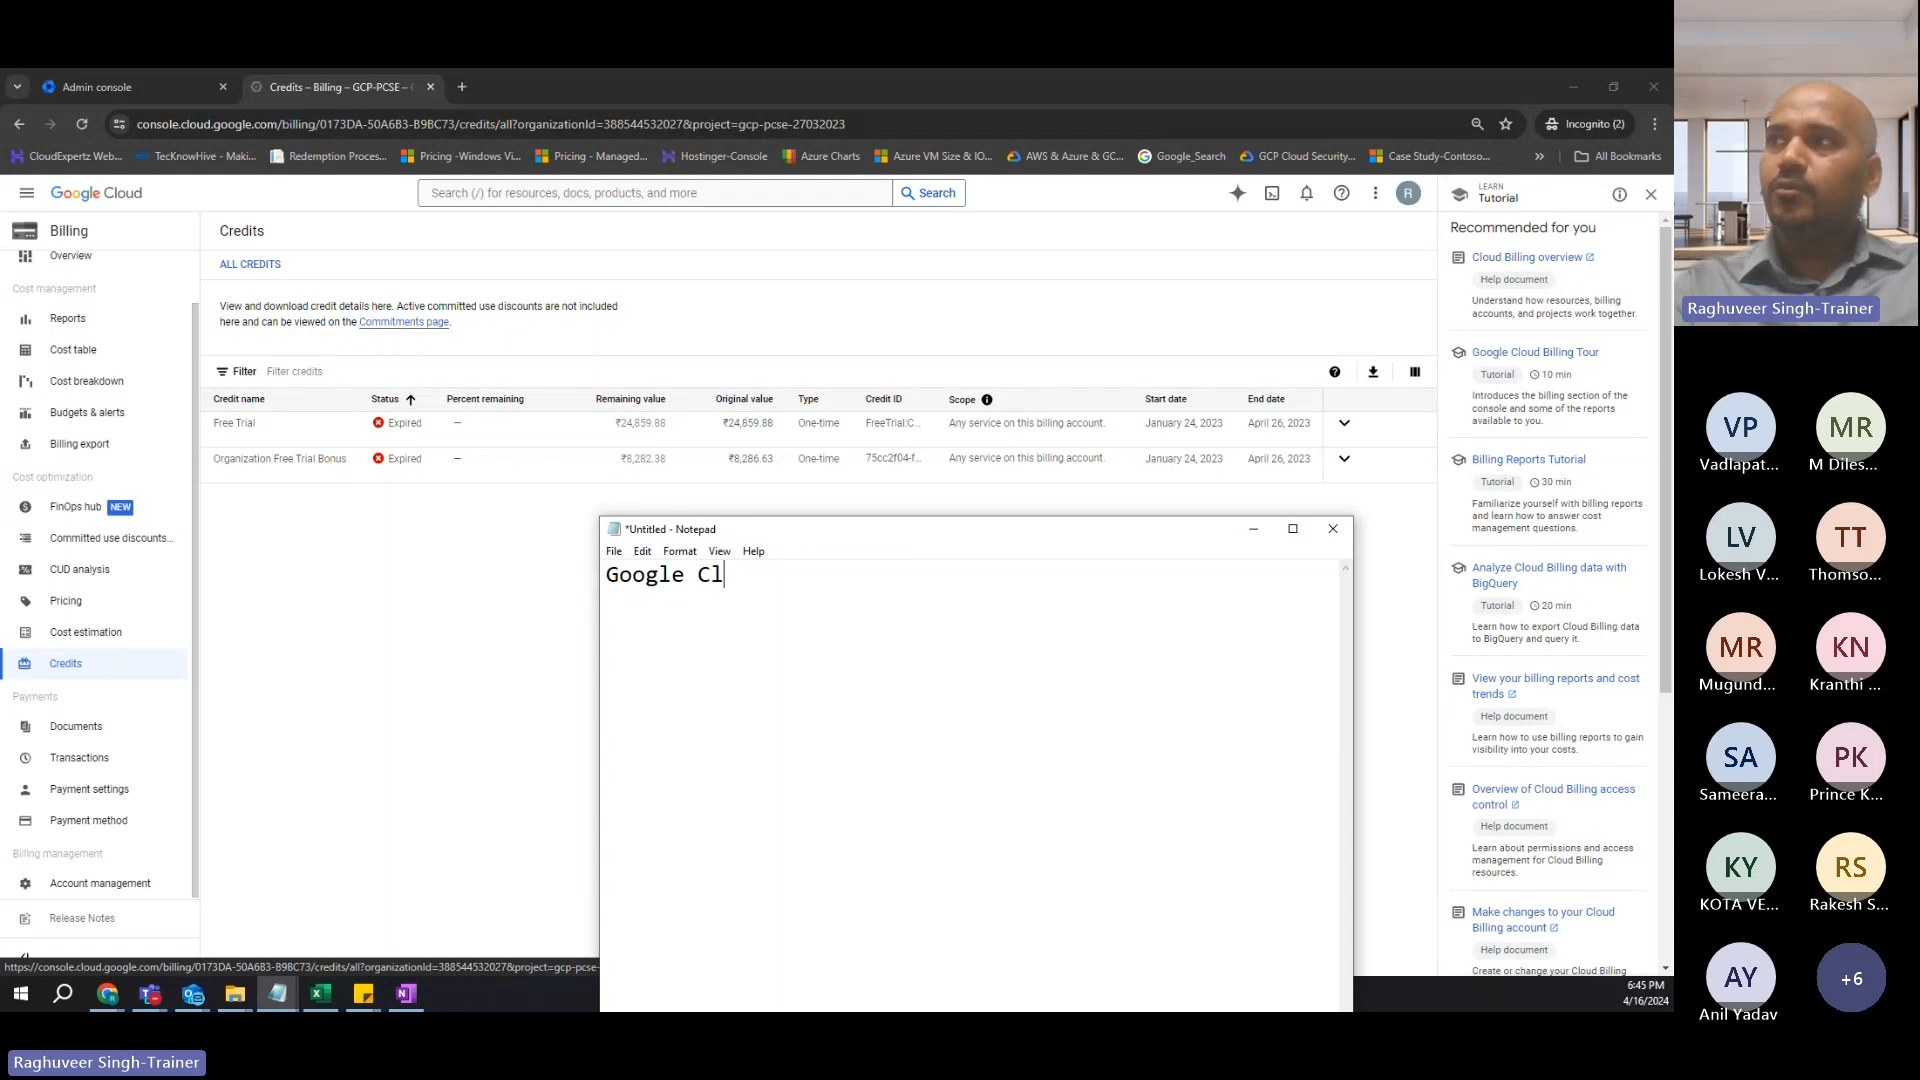 Admin console
Credits – Billing – GCP-PCSE –
console.cloud.google.com/billing/0173DA-50A6B3-B9BC73/credits/all?organizationId=388544532027&project=gcp-pcse-27032023
Incognito (2)
CloudExpertz Web...
TecKnowHive - Maki...
Redemption Proces...
Pricing -Windows Vi...
Pricing - Managed...
Hostinger-Console
Azure Charts
Azure VM Size & IO...
AWS & Azure & GC...
Google_Search
GCP Cloud Security...
Case Study-Contoso...
»
All Bookmarks
Google Cloud
Search (/) for resources, docs, products, and more
Search
R
LEARN
Tutorial
Billing
Overview
Cost management
Reports
Cost table
Cost breakdown
Budgets & alerts
Billing export
Cost optimization
FinOps hub NEW
Committed use discounts...
CUD analysis
Pricing
Cost estimation
Credits
Payments
Documents
Transactions
Payment settings
Payment method
Billing management
Account management
Release Notes
Credits
ALL CREDITS
View and download credit details here. Active committed use discounts are not included
here and can be viewed on the Commitments page.
Filter Filter credits
Credit name Status Percent remaining Remaining value Original value Type Credit ID Scope Start date End date
Free Trial Expired — ₹24,859.88 ₹24,859.88 One-time FreeTrial:C... Any service on this billing account. January 24, 2023 April 26, 2023
Organization Free Trial Bonus Expired — ₹8,282.38 ₹8,286.63 One-time 75cc2f04-f... Any service on this billing account. January 24, 2023 April 26, 2023
*Untitled - Notepad
File Edit Format View Help
Google Cl
Recommended for you
Cloud Billing overview
Help document
Understand how resources, billing
accounts, and projects work together.
Google Cloud Billing Tour
Tutorial 10 min
Introduces the billing section of the
console and some of the reports
available to you.
Billing Reports Tutorial
Tutorial 30 min
Familiarize yourself with billing reports
and learn how to answer cost
management questions.
Analyze Cloud Billing data with
BigQuery
Tutorial 20 min
Learn how to export Cloud Billing data
to BigQuery and query it.
View your billing reports and cost
trends
Help document
Learn how to use billing reports to gain
visibility into your costs.
Overview of Cloud Billing access
control
Help document
Learn about permissions and access
management for Cloud Billing
resources.
Make changes to your Cloud
Billing account
Help document
Create or change your Cloud Billing
https://console.cloud.google.com/billing/0173DA-50A6B3-B9BC73/credits/all?organizationId=388544532027&project=gcp-pcse-
6:45 PM
4/16/2024
Raghuveer Singh-Trainer
VP
Vadlapat...
MR
M Diles...
LV
Lokesh V...
TT
Thomso...
MR
Mugund...
KN
Kranthi ...
SA
Sameera...
PK
Prince K...
KY
KOTA VE...
RS
Rakesh S...
AY
Anil Yadav
+6
Raghuveer Singh-Trainer